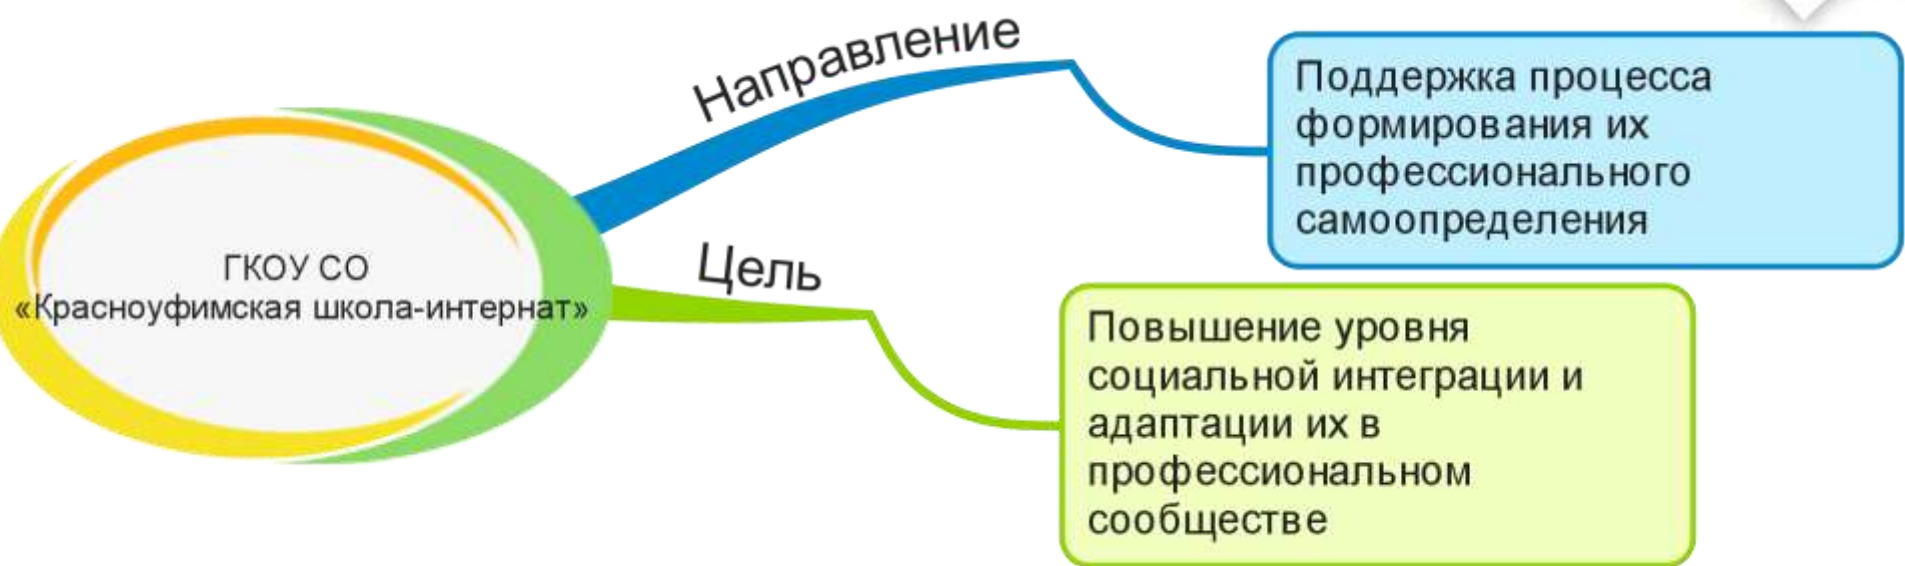 ГКОУ СО
«Красноуфимская школа-интернат»
Направление
Поддержка процесса
формирования их
профессионального
самоопределения
Цель
Повышение уровня
социальной интеграции и
адаптации их в
профессиональном
сообществе